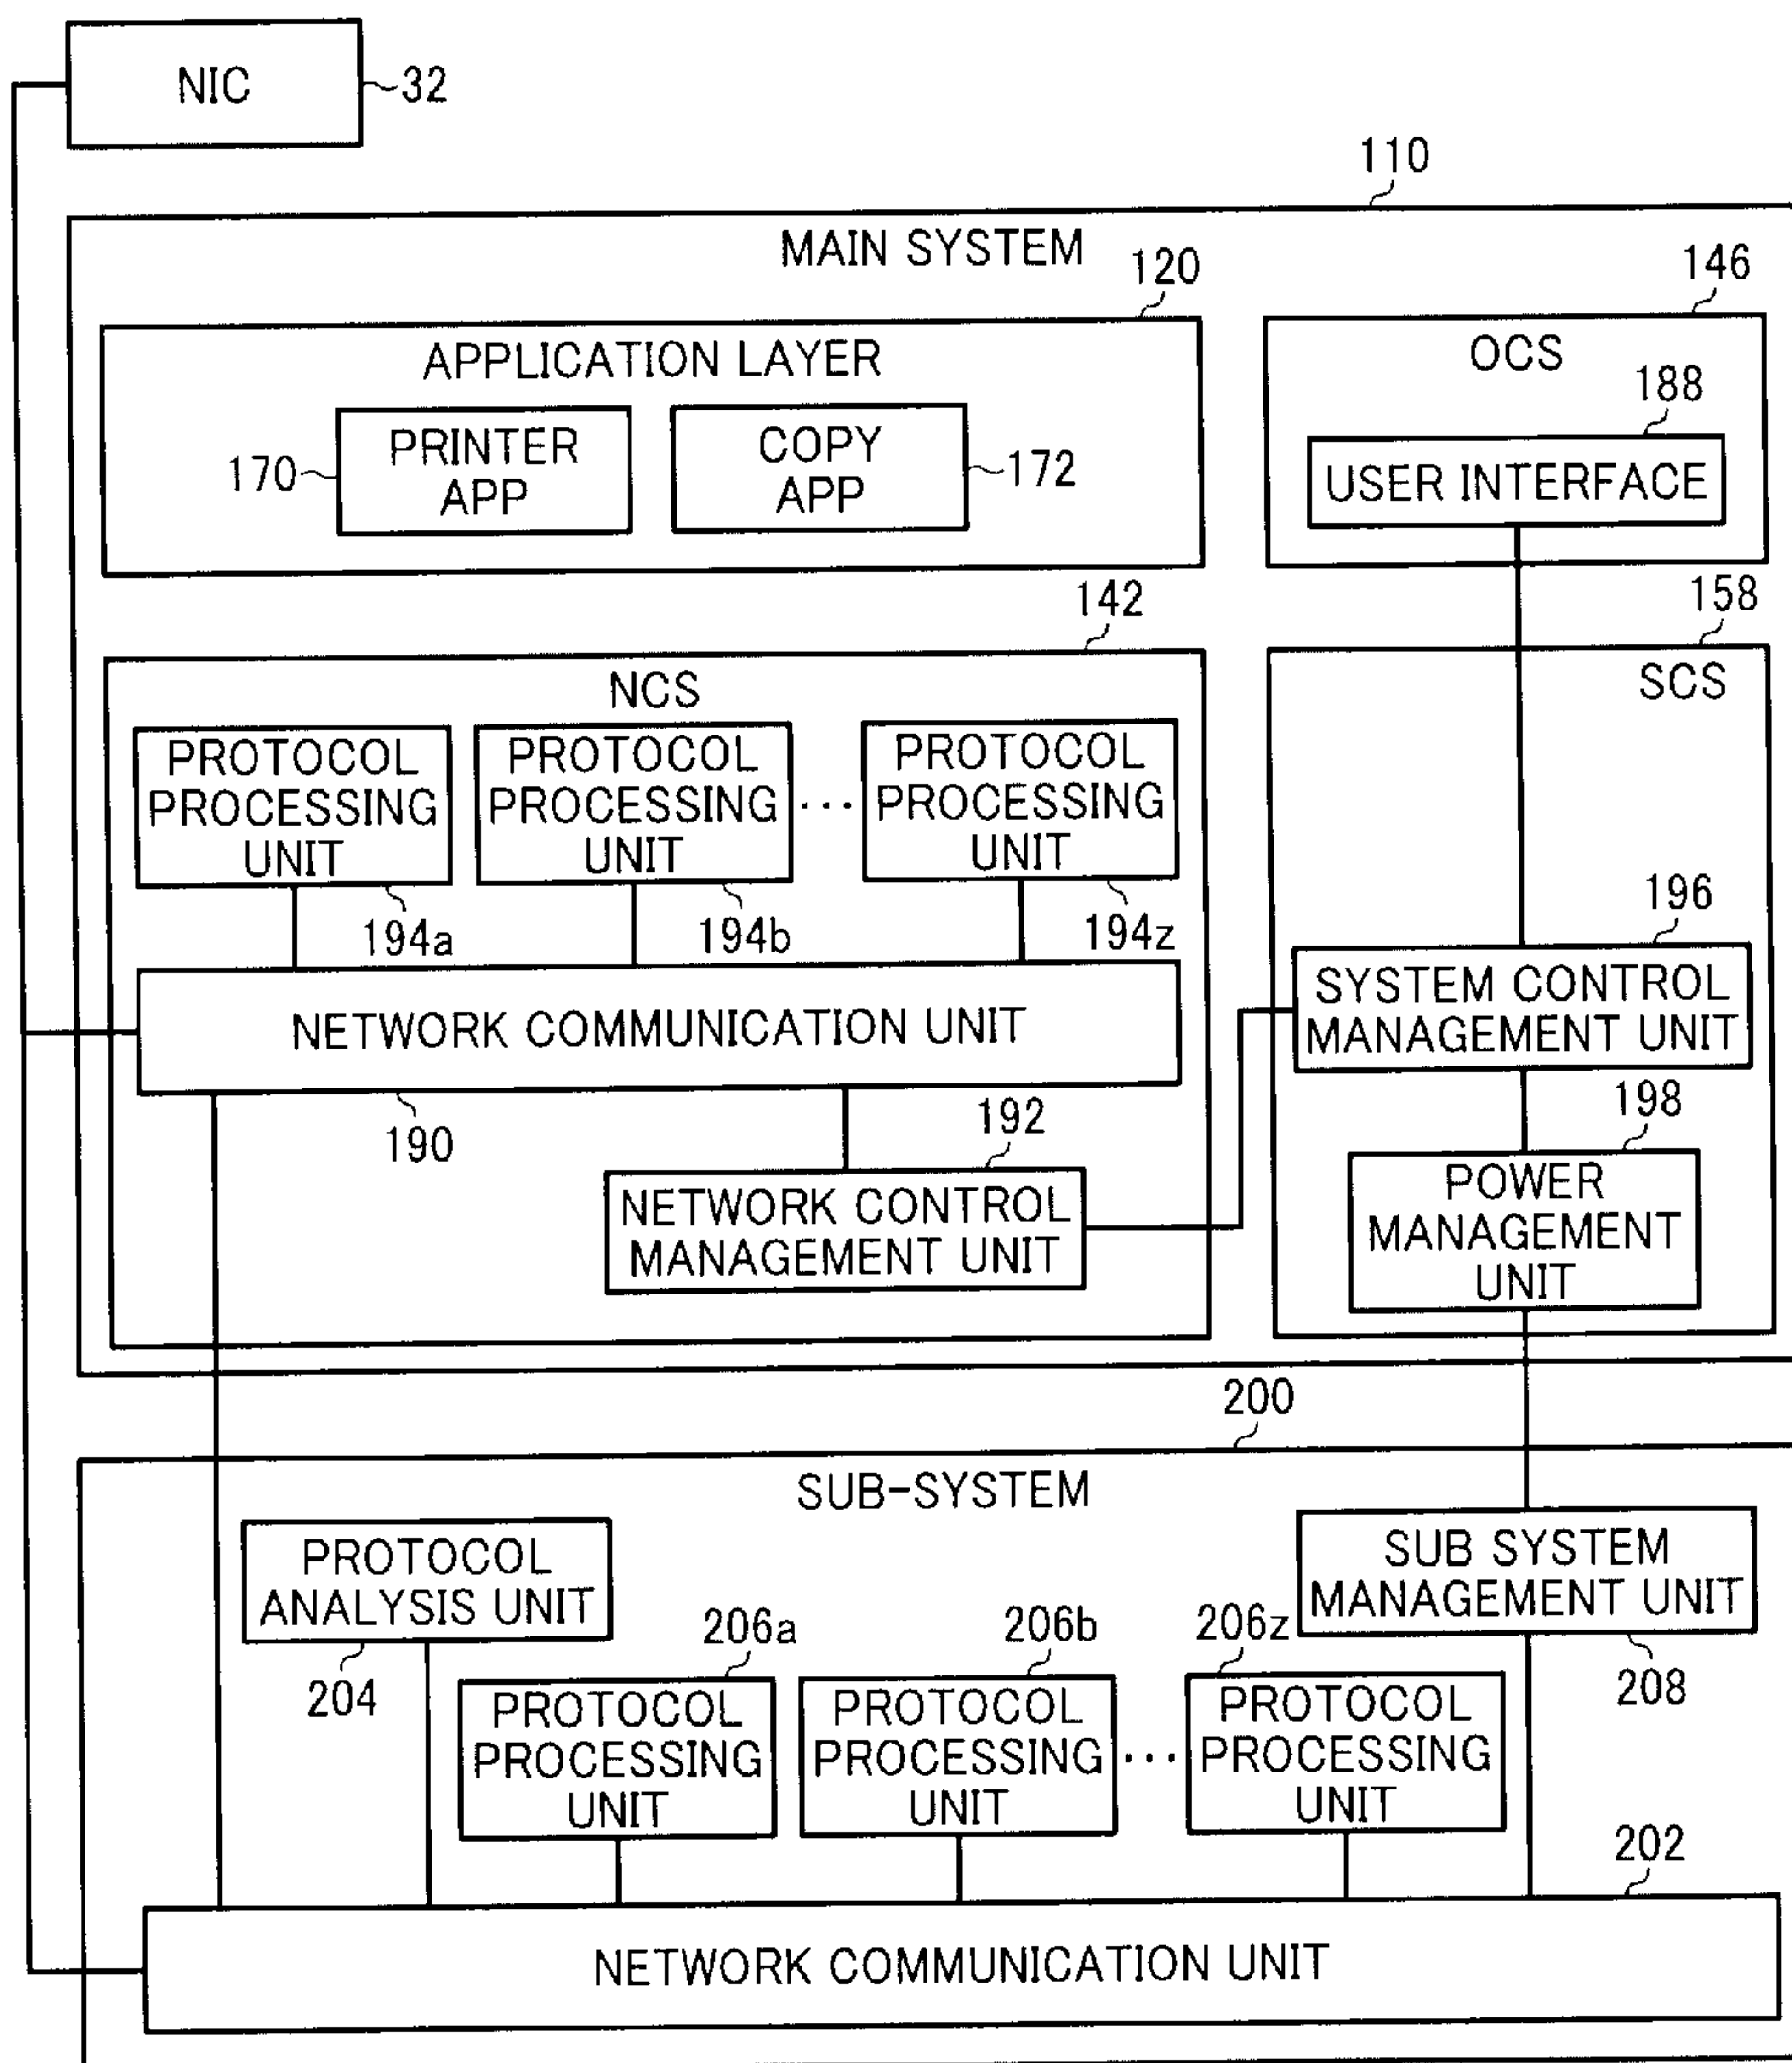 NIC
32
110
MAIN SYSTEM
120
146
APPLICATION LAYER
OCS
188
170
PRINTER
APP
COPY
APP
172
USER INTERFACE
142
158
NCS
SCS
PROTOCOL
PROCESSING
UNIT
PROTOCOL
PROCESSING
UNIT
...
PROTOCOL
PROCESSING
UNIT
194a
194b
194z
196
NETWORK COMMUNICATION UNIT
SYSTEM CONTROL
MANAGEMENT UNIT
190
192
198
NETWORK CONTROL
MANAGEMENT UNIT
POWER
MANAGEMENT
UNIT
200
SUB-SYSTEM
PROTOCOL
ANALYSIS UNIT
SUB SYSTEM
MANAGEMENT UNIT
204
206a
206b
206z
208
PROTOCOL
PROCESSING
UNIT
PROTOCOL
PROCESSING
UNIT
...
PROTOCOL
PROCESSING
UNIT
202
NETWORK COMMUNICATION UNIT